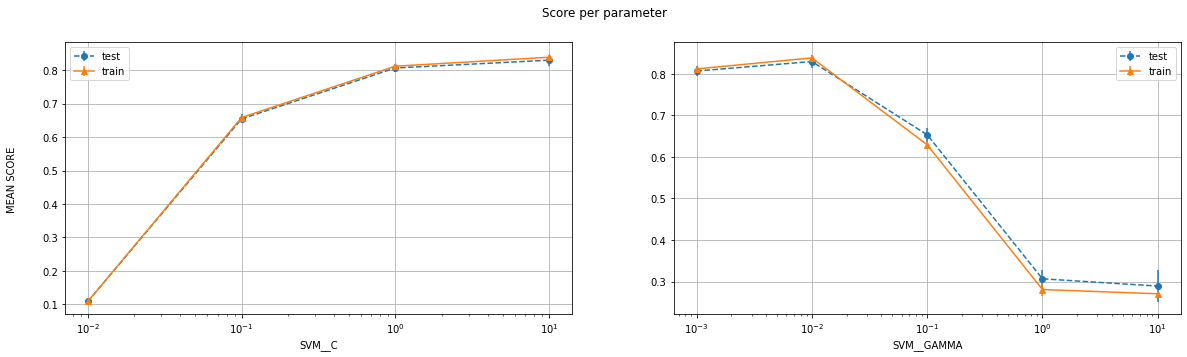 Score per parameter
MEAN SCORE
0.8
0.7
0.6
0.5
0.4
0.3
0.2
0.1
10⁻²
10⁻¹
10⁰
10¹
SVM__C
test
train
0.8
0.7
0.6
0.5
0.4
0.3
10⁻³
10⁻²
10⁻¹
10⁰
10¹
SVM__GAMMA
test
train